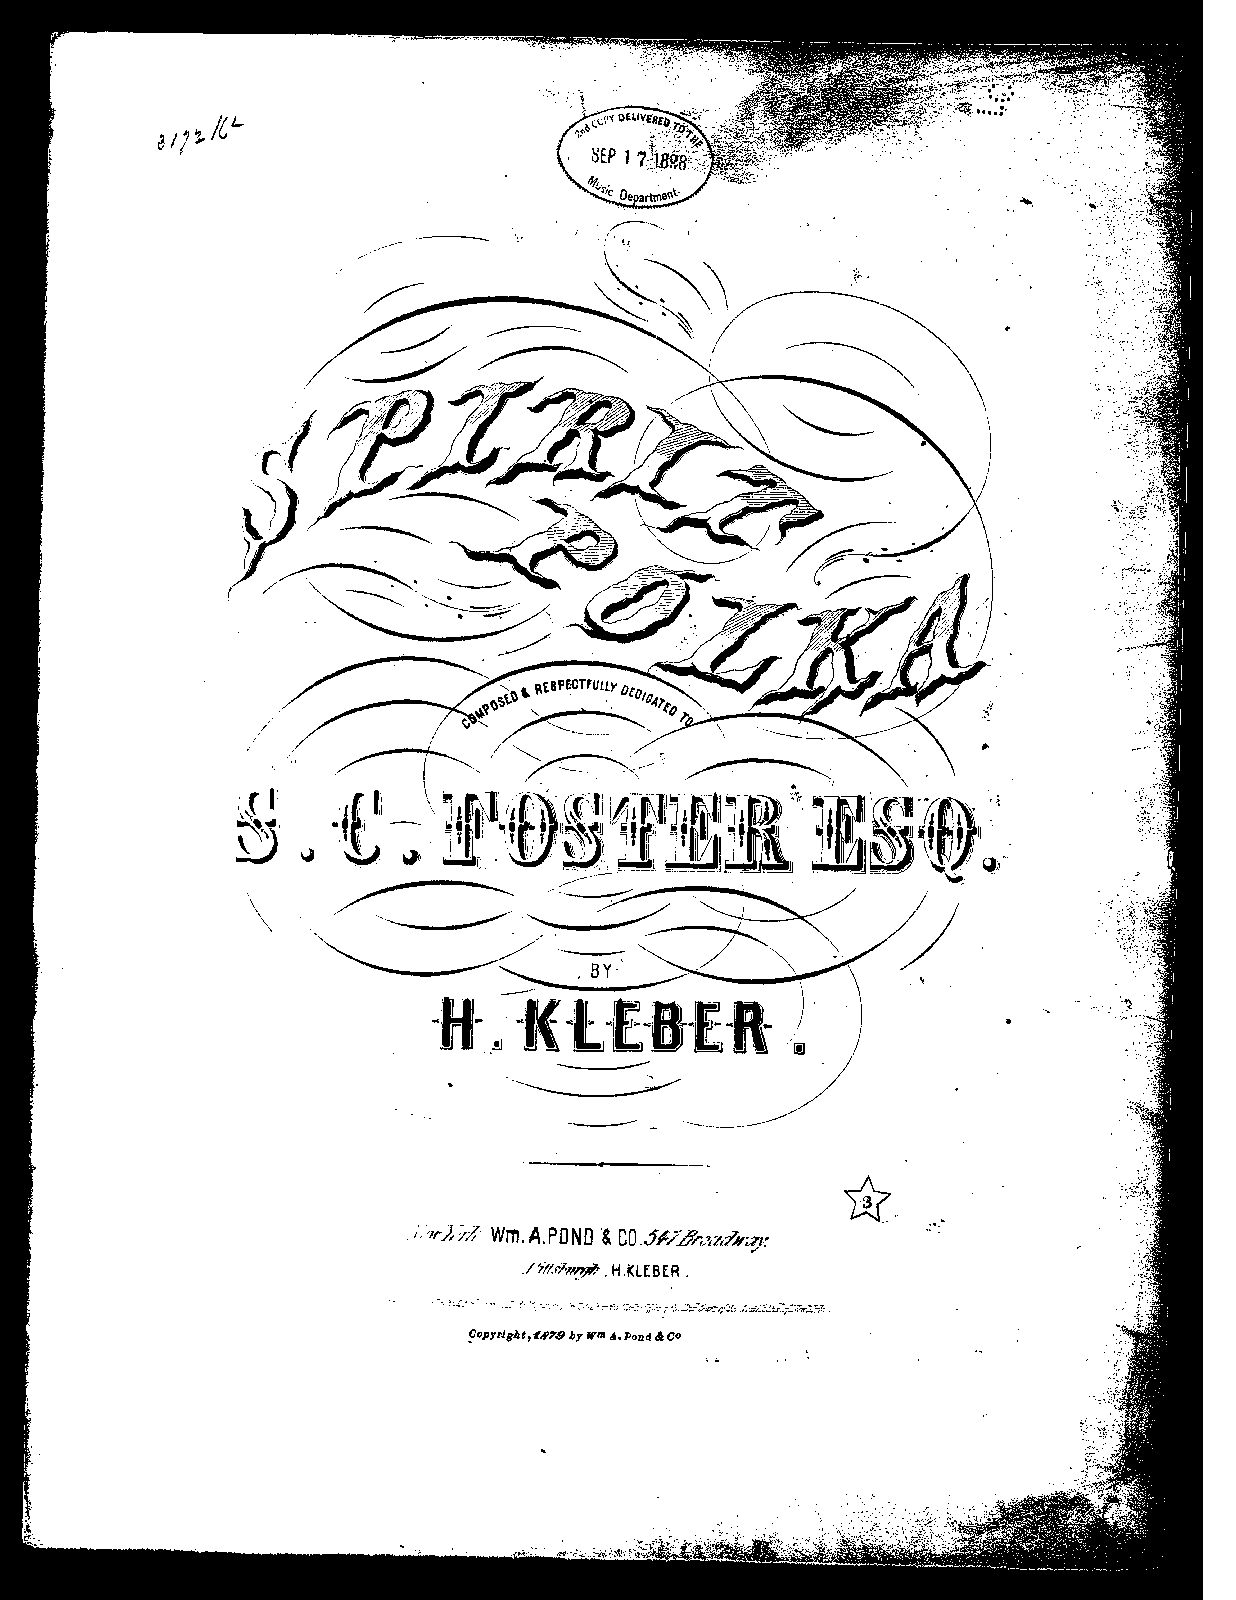 2nd COPY DELIVERED TO THE
SEP 17 1898
Music Department.
SPIRIT
POLKA
COMPOSED & RESPECTFULLY DEDICATED TO
S. C. FOSTER ESQ.
BY
H. KLEBER.
Wm. A. POND & CO. 547 Broadway.
Pittsburgh, H. KLEBER.
3
Copyright, 1879 by Wm A. Pond & Co